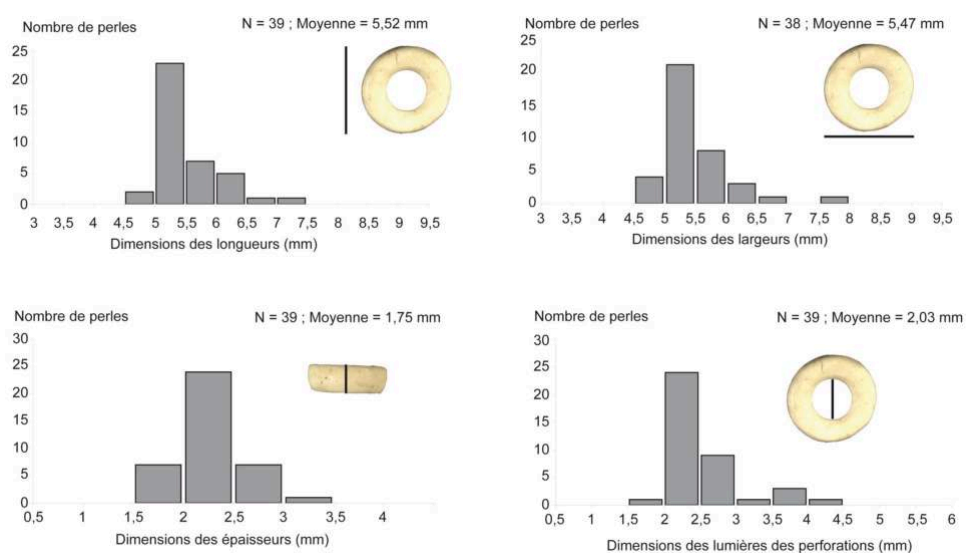 Nombre de perles
N = 39 ; Moyenne = 5,52 mm
25
20
15
10
5
0
3 3,5 4 4,5 5 5,5 6 6,5 7 7,5 8 8,5 9 9,5
Dimensions des longueurs (mm)
Nombre de perles
N = 38 ; Moyenne = 5,47 mm
25
20
15
10
5
0
3 3,5 4 4,5 5 5,5 6 6,5 7 7,5 8 8,5 9 9,5
Dimensions des largeurs (mm)
Nombre de perles
N = 39 ; Moyenne = 1,75 mm
30
25
20
15
10
5
0
0,5 1 1,5 2 2,5 3 3,5 4
Dimensions des épaisseurs (mm)
Nombre de perles
N = 39 ; Moyenne = 2,03 mm
30
25
20
15
10
5
0
0,5 1 1,5 2 2,5 3 3,5 4 4,5 5 5,5 6
Dimensions des lumières des perforations (mm)